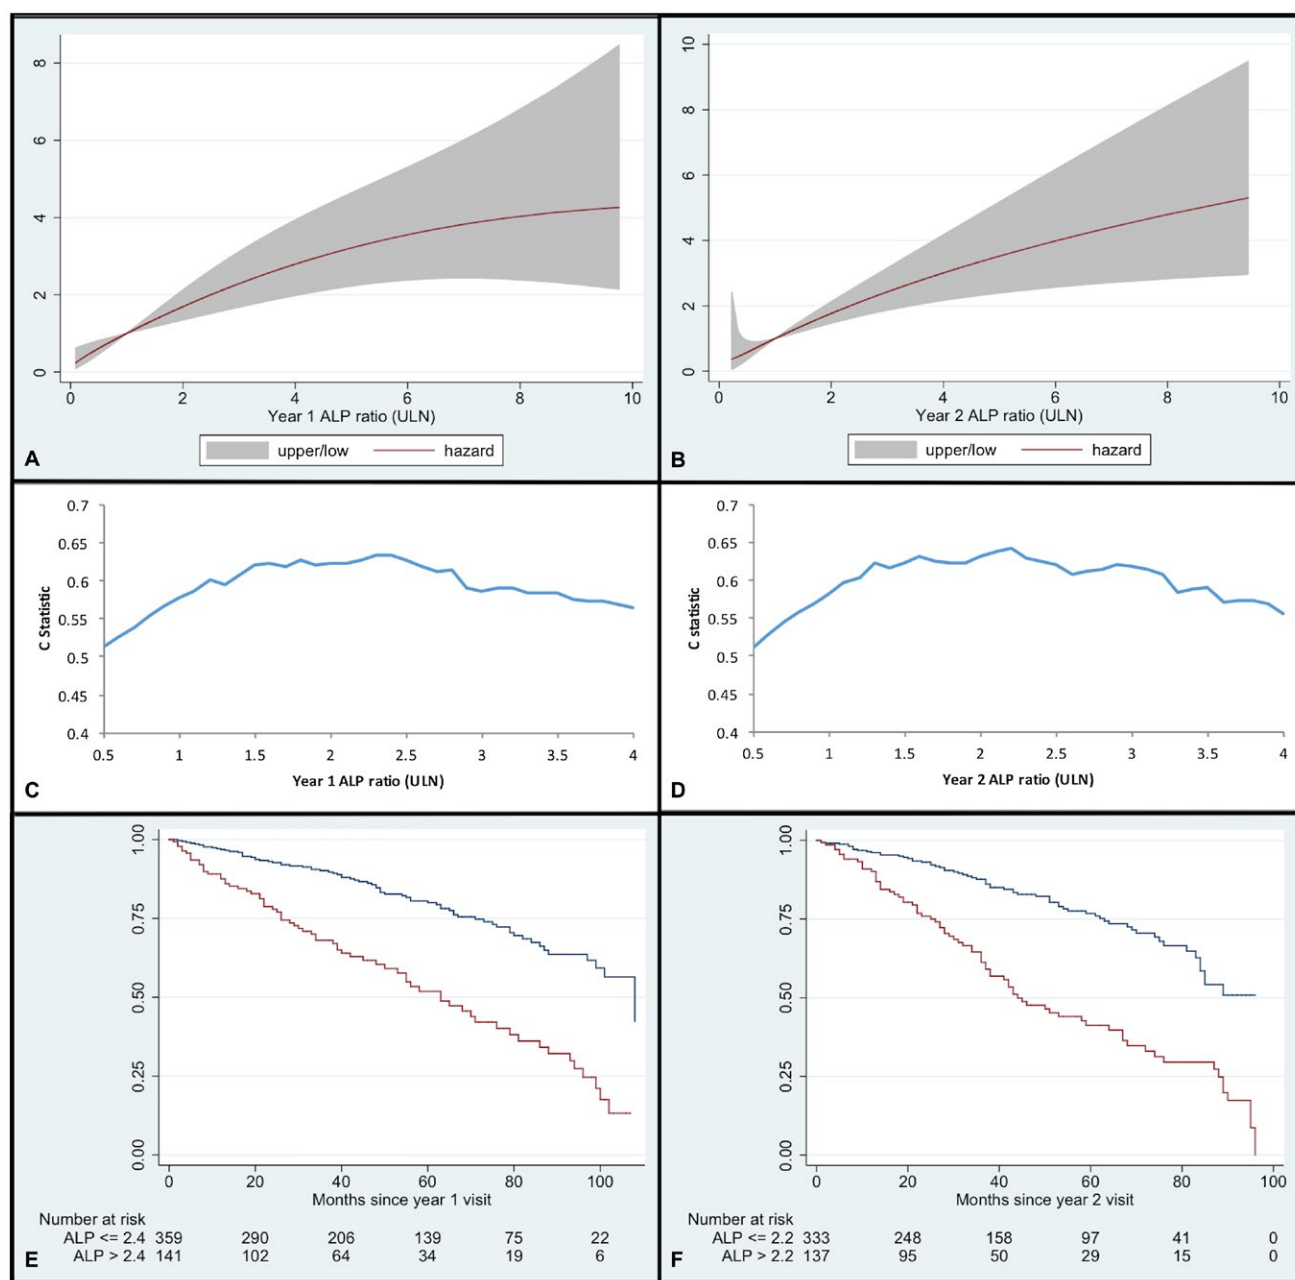 8
6
4
2
0
0 2 4 6 8 10
Year 1 ALP ratio (ULN)
upper/low hazard
A
10
8
6
4
2
0
0 2 4 6 8 10
Year 2 ALP ratio (ULN)
upper/low hazard
B
0.7
0.65
0.6
0.55
0.5
0.45
0.4
C Statistic
0.5 1 1.5 2 2.5 3 3.5 4
Year 1 ALP ratio (ULN)
C
0.7
0.65
0.6
0.55
0.5
0.45
0.4
C statistic
0.5 1 1.5 2 2.5 3 3.5 4
Year 2 ALP ratio (ULN)
D
1.00
0.75
0.50
0.25
0.00
0 20 40 60 80 100
Months since year 1 visit
Number at risk
ALP <= 2.4 359 290 206 139 75 22
ALP > 2.4 141 102 64 34 19 6
E
1.00
0.75
0.50
0.25
0.00
0 20 40 60 80 100
Months since year 2 visit
Number at risk
ALP <= 2.2 333 248 158 97 41 0
ALP > 2.2 137 95 50 29 15 0
F